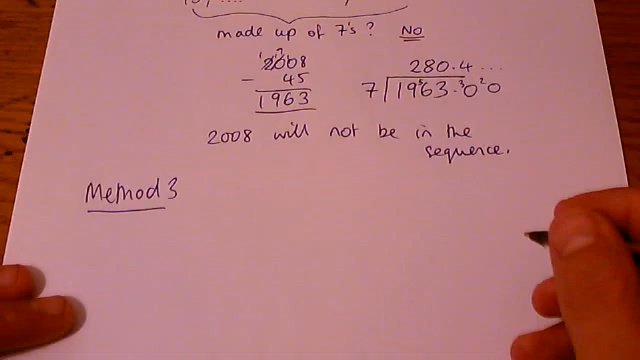 made up of 7's ? NO
2008
- 45
1963
280.4 ...
7 1963.00
2008 will not be in the
sequence.
Method 3